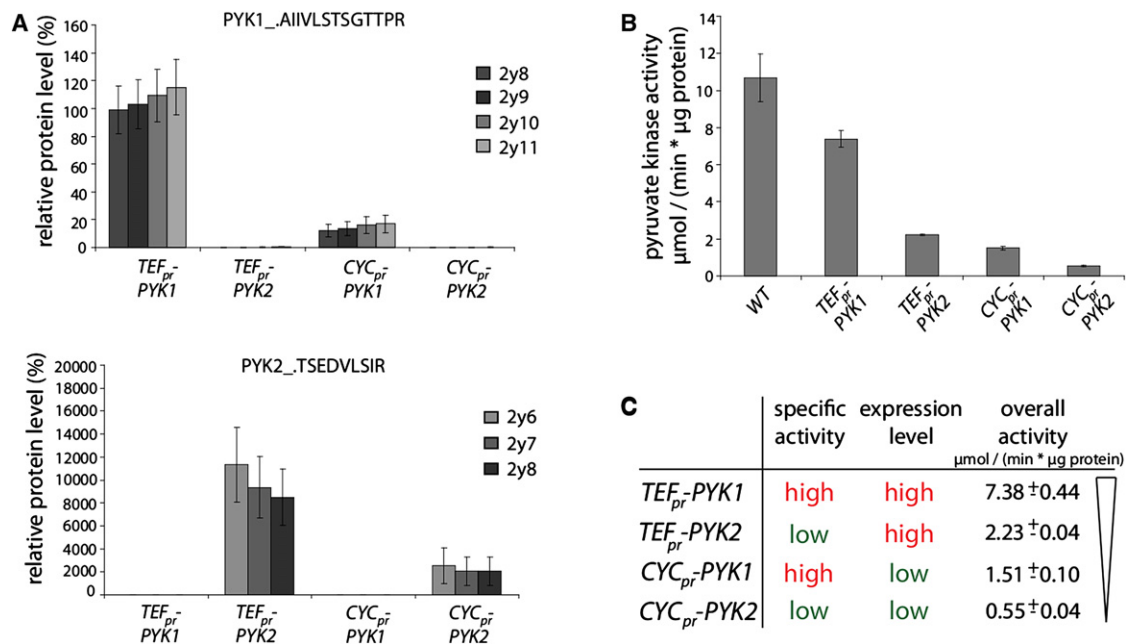 A
PYK1_.AIIVLSTSGTTPR
relative protein level (%)
160
140
120
100
80
60
40
20
0
2y8
2y9
2y10
2y11
TEFpr-PYK1
TEFpr-PYK2
CYCpr-PYK1
CYCpr-PYK2
PYK2_.TSEDVLSIR
relative protein level (%)
20000
18000
16000
14000
12000
10000
8000
6000
4000
2000
0
2y6
2y7
2y8
TEFpr-PYK1
TEFpr-PYK2
CYCpr-PYK1
CYCpr-PYK2
B
pyruvate kinase activity
µmol / (min * µg protein)
14
12
10
8
6
4
2
0
WT
TEFpr-PYK1
TEFpr-PYK2
CYCpr-PYK1
CYCpr-PYK2
C
specific activity
expression level
overall activity
µmol / (min * µg protein)
TEFpr-PYK1 high high 7.38 ±0.44
TEFpr-PYK2 low high 2.23 ±0.04
CYCpr-PYK1 high low 1.51 ±0.10
CYCpr-PYK2 low low 0.55 ±0.04